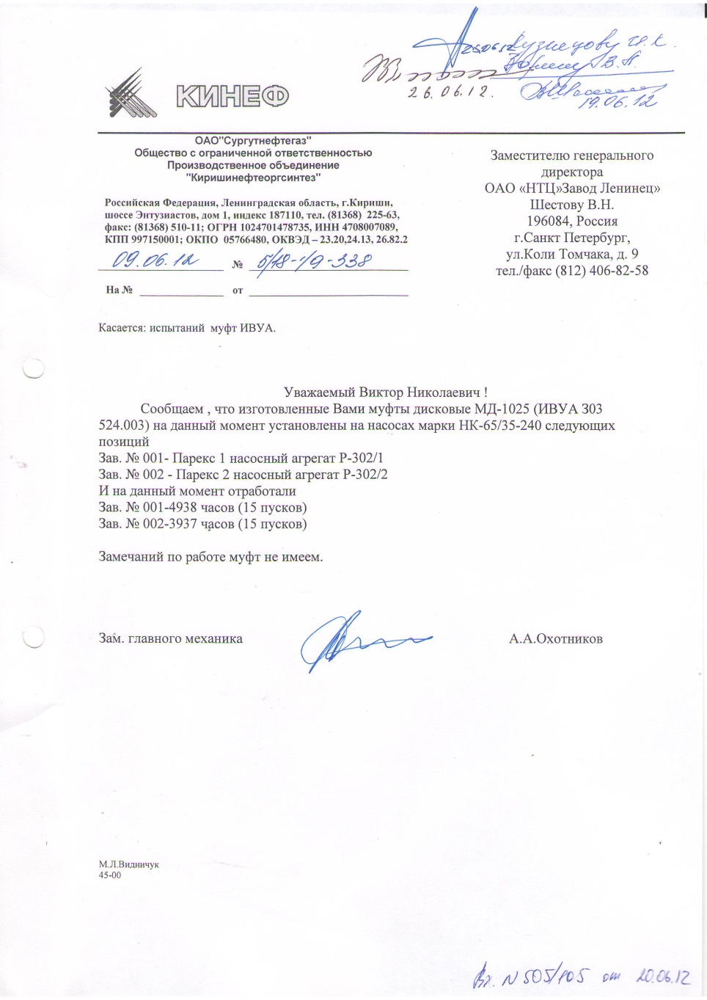 25.06.12 Кузнецову И.К.
В.А.
26.06.12.
19.06.12
КИНЕФ
ОАО"Сургутнефтегаз"
Общество с ограниченной ответственностью
Производственное объединение
"Киришинефтеоргсинтез"
Российская Федерация, Ленинградская область, г.Кириши,
шоссе Энтузиастов, дом 1, индекс 187110, тел. (81368) 225-63,
факс: (81368) 510-11; ОГРН 1024701478735, ИНН 4708007089,
КПП 997150001; ОКПО 05766480, ОКВЭД – 23.20,24.13, 26.82.2
09.06.12 № 5/18-1/9-338
На № от
Заместителю генерального
директора
ОАО «НТЦ»Завод Ленинец»
Шестову В.Н.
196084, Россия
г.Санкт Петербург,
ул.Коли Томчака, д. 9
тел./факс (812) 406-82-58
Касается: испытаний муфт ИВУА.
Уважаемый Виктор Николаевич !
Сообщаем , что изготовленные Вами муфты дисковые МД-1025 (ИВУА 303
524.003) на данный момент установлены на насосах марки НК-65/35-240 следующих
позиций
Зав. № 001- Парекс 1 насосный агрегат Р-302/1
Зав. № 002 - Парекс 2 насосный агрегат Р-302/2
И на данный момент отработали
Зав. № 001-4938 часов (15 пусков)
Зав. № 002-3937 часов (15 пусков)
Замечаний по работе муфт не имеем.
Зам. главного механика А.А.Охотников
М.Л.Видничук
45-00
Вх. N 505/105 от 20.06.12